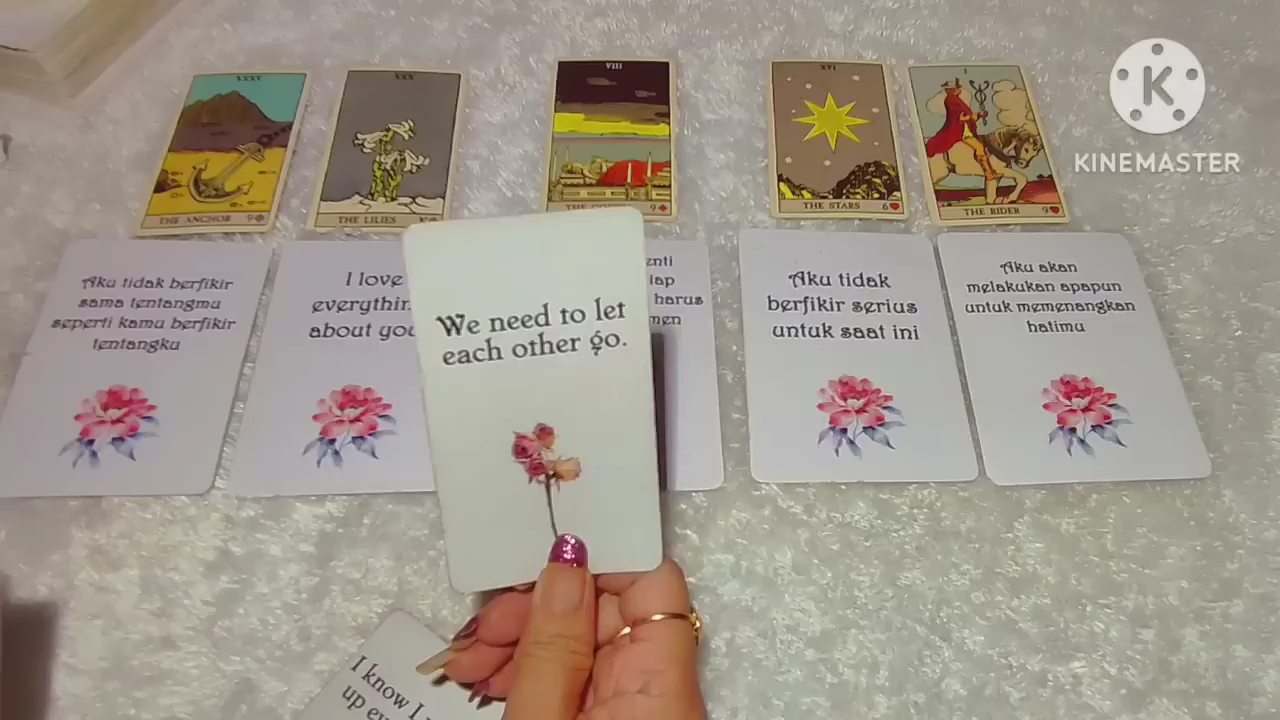 XXXV
XXX
VIII
XVI
I
THE ANCHOR 9
THE LILIES K
THE STARS 6
THE RIDER 9
KINEMASTER
Aku tidak berfikir
sama tentangmu
seperti kamu berfikir
tentangku
I love
everythin
about you
We need to let
each other go.
enti
iap
harus
men
Aku tidak
berfikir serius
untuk saat ini
Aku akan
melakukan apapun
untuk memenangkan
hatimu
I know I
up ev